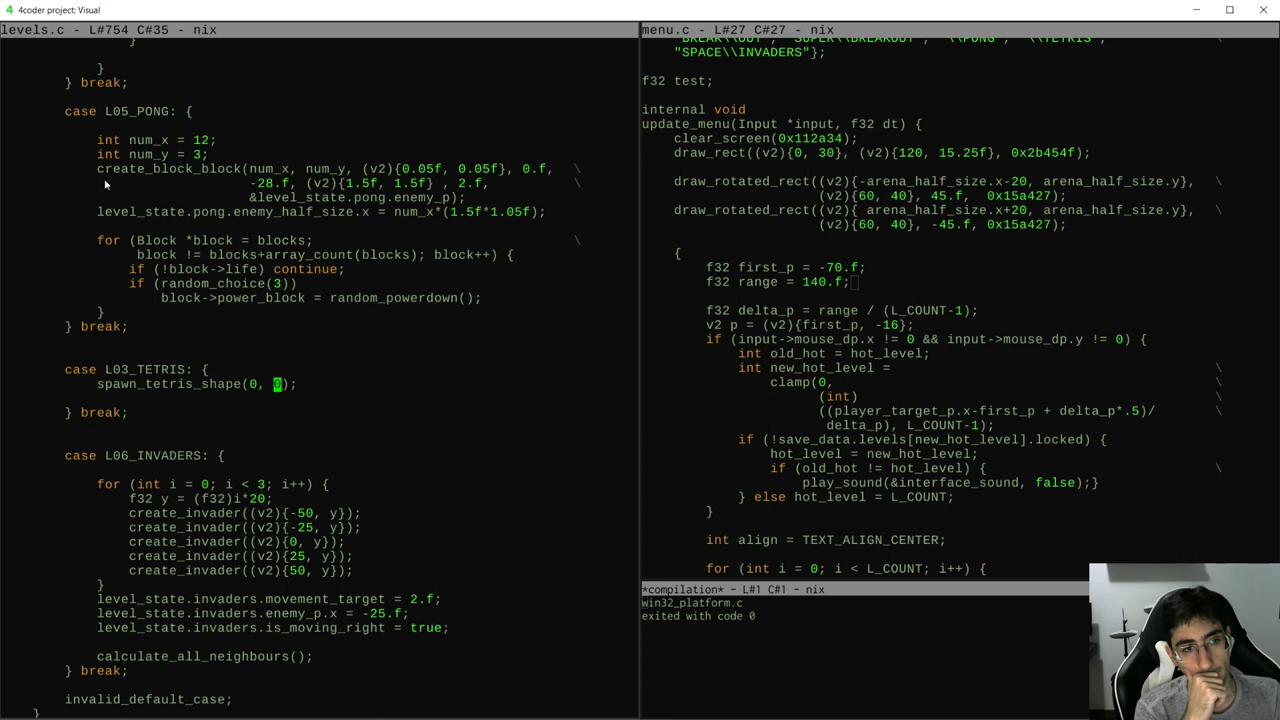 4coder project: Visual
levels.c - L#754 C#35 - nix
}
}
} break;
case L05_PONG: {
int num_x = 12;
int num_y = 3;
create_block_block(num_x, num_y, (v2){0.05f, 0.05f}, 0.f, \
-28.f, (v2){1.5f, 1.5f} , 2.f, \
&level_state.pong.enemy_p);
level_state.pong.enemy_half_size.x = num_x*(1.5f*1.05f);
for (Block *block = blocks; \
block != blocks+array_count(blocks); block++) {
if (!block->life) continue;
if (random_choice(3))
block->power_block = random_powerdown();
}
} break;
case L03_TETRIS: {
spawn_tetris_shape(0, 0);
} break;
case L06_INVADERS: {
for (int i = 0; i < 3; i++) {
f32 y = (f32)i*20;
create_invader((v2){-50, y});
create_invader((v2){-25, y});
create_invader((v2){0, y});
create_invader((v2){25, y});
create_invader((v2){50, y});
}
level_state.invaders.movement_target = 2.f;
level_state.invaders.enemy_p.x = -25.f;
level_state.invaders.is_moving_right = true;
calculate_all_neighbours();
} break;
invalid_default_case;
}
menu.c - L#27 C#27 - nix
"BREAK\\OUT", "SUPER\\BREAKOUT", "\\PONG", "\\TETRIS", \
"SPACE\\INVADERS"};
f32 test;
internal void
update_menu(Input *input, f32 dt) {
clear_screen(0x112a34);
draw_rect((v2){0, 30}, (v2){120, 15.25f}, 0x2b454f);
draw_rotated_rect((v2){-arena_half_size.x-20, arena_half_size.y}, \
(v2){60, 40}, 45.f, 0x15a427);
draw_rotated_rect((v2){ arena_half_size.x+20, arena_half_size.y}, \
(v2){60, 40}, -45.f, 0x15a427);
{
f32 first_p = -70.f;
f32 range = 140.f;
f32 delta_p = range / (L_COUNT-1);
v2 p = (v2){first_p, -16};
if (input->mouse_dp.x != 0 && input->mouse_dp.y != 0) {
int old_hot = hot_level;
int new_hot_level = \
clamp(0, \
(int) \
((player_target_p.x-first_p + delta_p*.5)/ \
delta_p), L_COUNT-1);
if (!save_data.levels[new_hot_level].locked) {
hot_level = new_hot_level;
if (old_hot != hot_level) { \
play_sound(&interface_sound, false);}
} else hot_level = L_COUNT;
}
int align = TEXT_ALIGN_CENTER;
for (int i = 0; i < L_COUNT; i++) {
*compilation* - L#1 C#1 - nix
win32_platform.c
exited with code 0